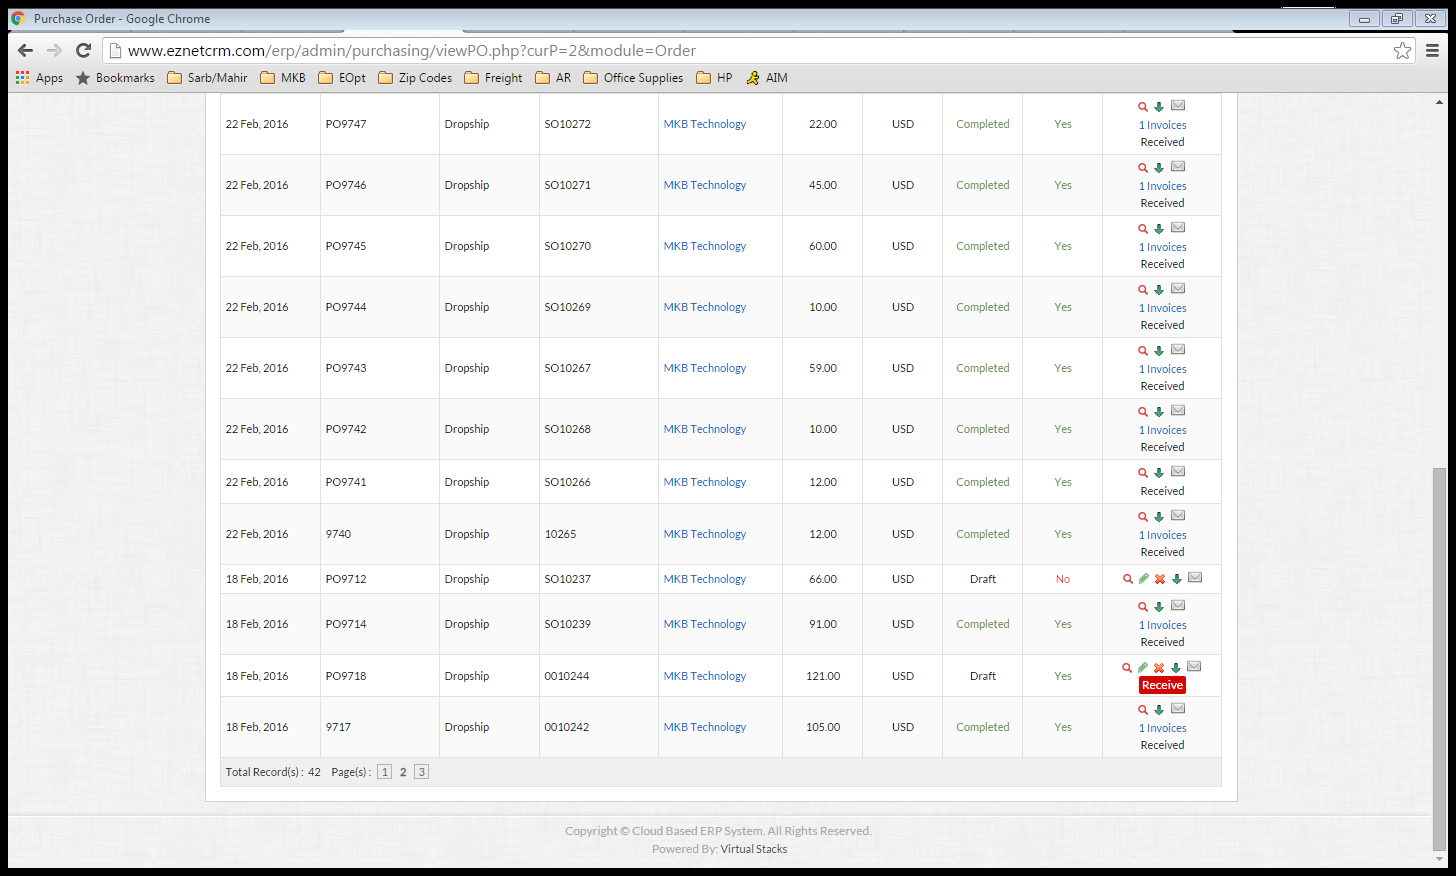 Purchase Order - Google Chrome
www.eznetcrm.com/erp/admin/purchasing/viewPO.php?curP=2&module=Order
Apps Bookmarks Sarb/Mahir MKB EOpt Zip Codes Freight AR Office Supplies HP AIM
22 Feb, 2016 PO9747 Dropship SO10272 MKB Technology 22.00 USD Completed Yes
1 Invoices
Received
22 Feb, 2016 PO9746 Dropship SO10271 MKB Technology 45.00 USD Completed Yes
1 Invoices
Received
22 Feb, 2016 PO9745 Dropship SO10270 MKB Technology 60.00 USD Completed Yes
1 Invoices
Received
22 Feb, 2016 PO9744 Dropship SO10269 MKB Technology 10.00 USD Completed Yes
1 Invoices
Received
22 Feb, 2016 PO9743 Dropship SO10267 MKB Technology 59.00 USD Completed Yes
1 Invoices
Received
22 Feb, 2016 PO9742 Dropship SO10268 MKB Technology 10.00 USD Completed Yes
1 Invoices
Received
22 Feb, 2016 PO9741 Dropship SO10266 MKB Technology 12.00 USD Completed Yes
Received
22 Feb, 2016 9740 Dropship 10265 MKB Technology 12.00 USD Completed Yes
1 Invoices
Received
18 Feb, 2016 PO9712 Dropship SO10237 MKB Technology 66.00 USD Draft No
18 Feb, 2016 PO9714 Dropship SO10239 MKB Technology 91.00 USD Completed Yes
1 Invoices
Received
18 Feb, 2016 PO9718 Dropship 0010244 MKB Technology 121.00 USD Draft Yes
Receive
18 Feb, 2016 9717 Dropship 0010242 MKB Technology 105.00 USD Completed Yes
1 Invoices
Received
Total Record(s) : 42 Page(s) : 1 2 3
Copyright © Cloud Based ERP System. All Rights Reserved.
Powered By: Virtual Stacks